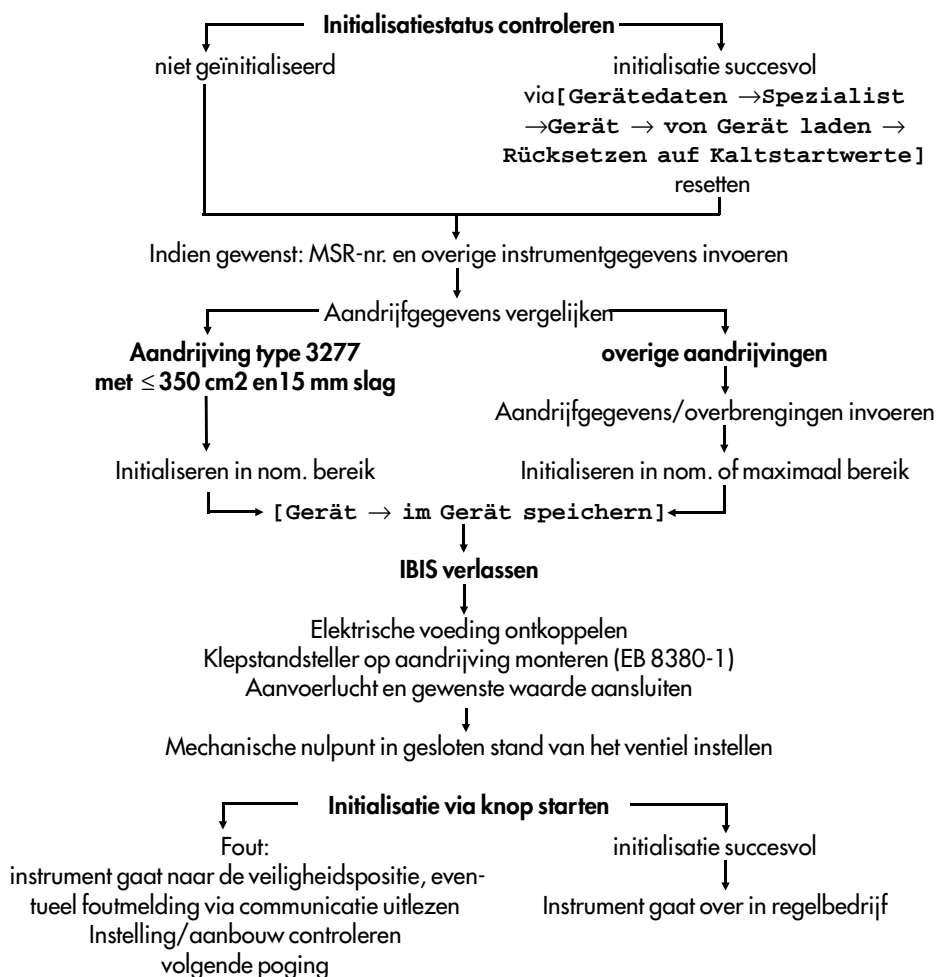 Initialisatiestatus controleren
niet geïnitialiseerd
initialisatie succesvol
via[Gerätedaten →Spezialist
→Gerät → von Gerät laden →
Rücksetzen auf Kaltstartwerte]
resetten
Indien gewenst: MSR-nr. en overige instrumentgegevens invoeren
Aandrijfgegevens vergelijken
Aandrijving type 3277
met ≤ 350 cm2 en15 mm slag
overige aandrijvingen
Aandrijfgegevens/overbrengingen invoeren
Initialiseren in nom. bereik
Initialiseren in nom. of maximaal bereik
[Gerät → im Gerät speichern]
IBIS verlassen
Elektrische voeding ontkoppelen
Klepstandsteller op aandrijving monteren (EB 8380-1)
Aanvoerlucht en gewenste waarde aansluiten
Mechanische nulpunt in gesloten stand van het ventiel instellen
Initialisatie via knop starten
Fout:
instrument gaat naar de veiligheidspositie, even-
tueel foutmelding via communicatie uitlezen
Instelling/aanbouw controleren
volgende poging
initialisatie succesvol
Instrument gaat over in regelbedrijf